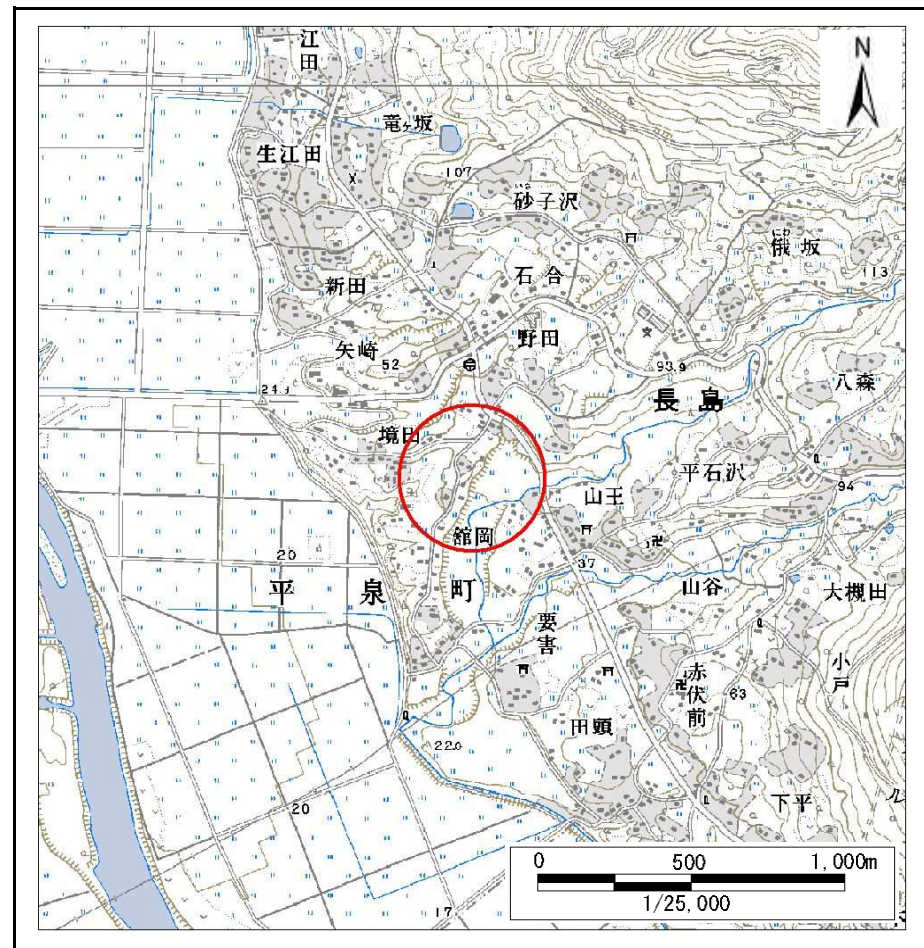 江田
N
竜ヶ坂
生江田
107
砂子沢
俄坂
石合
113
新田
野田
矢崎
52
93.9
八森
長島
境田
平石沢
山王
94
舘岡
20
37
平泉町
山谷
大槻田
要害
小戸
赤伏前
63
田頭
22.0
20
下平
0 500 1,000m
1/25,000
17